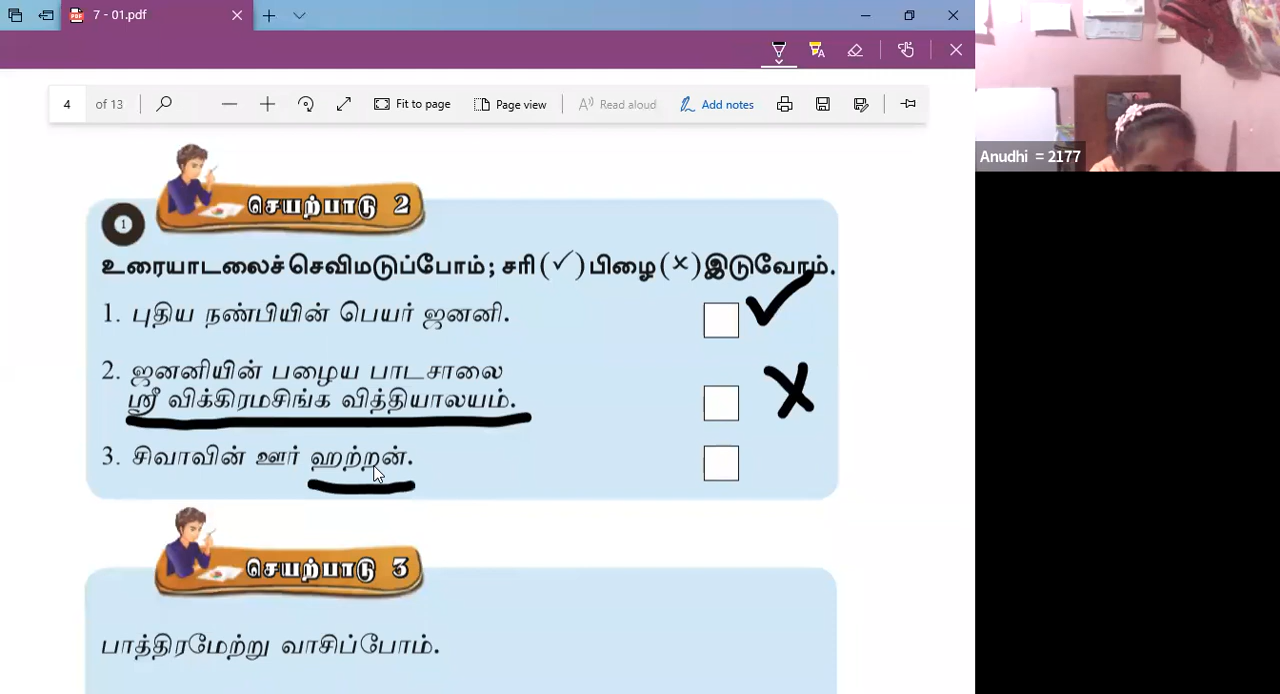 7 - 01.pdf
4 of 13 Fit to page Page view Read aloud Add notes
Anudhi = 2177
செயற்பாடு 2
1
உரையாடலைச் செவிமடுப்போம்; சரி (✓) பிழை (×) இடுவோம்.
1. புதிய நண்பியின் பெயர் ஜனனி.
2. ஜனனியின் பழைய பாடசாலை
ஸ்ரீ விக்கிரமசிங்க வித்தியாலயம்.
3. சிவாவின் ஊர் ஹற்றன்.
செயற்பாடு 3
பாத்திரமேற்று வாசிப்போம்.